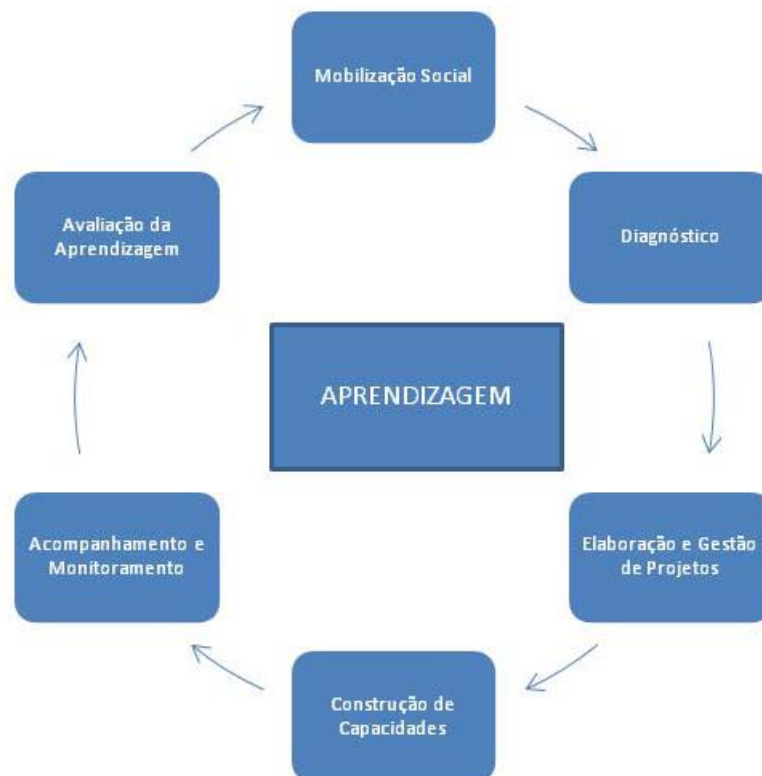 Mobilização Social
Diagnóstico
Elaboração e Gestão
de Projetos
Construção de
Capacidades
Acompanhamento e
Monitoramento
Avaliação da
Aprendizagem
APRENDIZAGEM